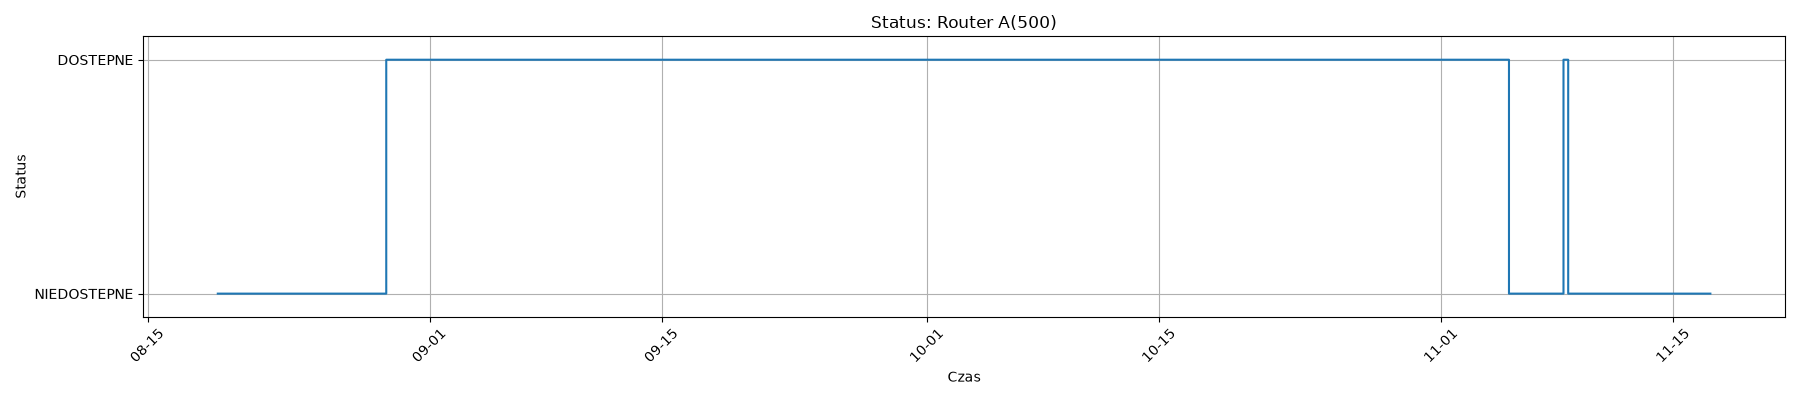 Status: Router A(500)
DOSTEPNE
Status
NIEDOSTEPNE
08-15
09-01
09-15
10-01
10-15
11-01
11-15
Czas